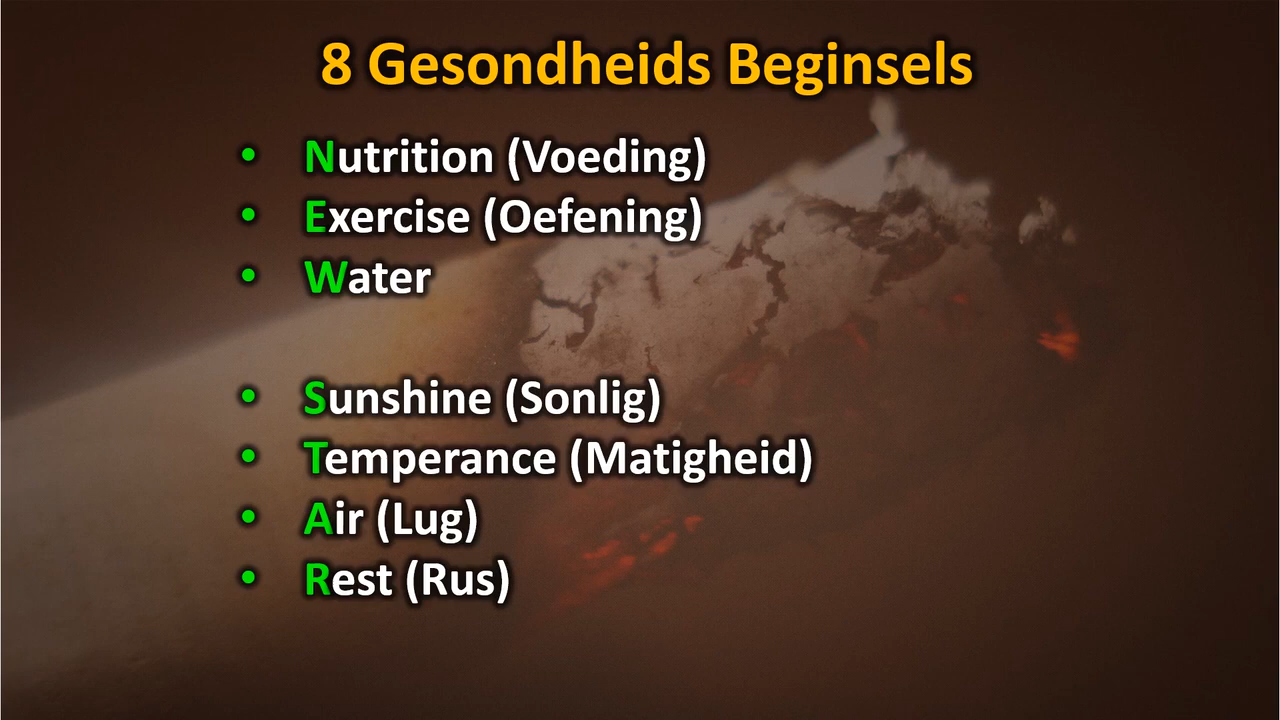 8 Gesondheids Beginsels
• Nutrition (Voeding)
• Exercise (Oefening)
• Water
• Sunshine (Sonlig)
• Temperance (Matigheid)
• Air (Lug)
• Rest (Rus)